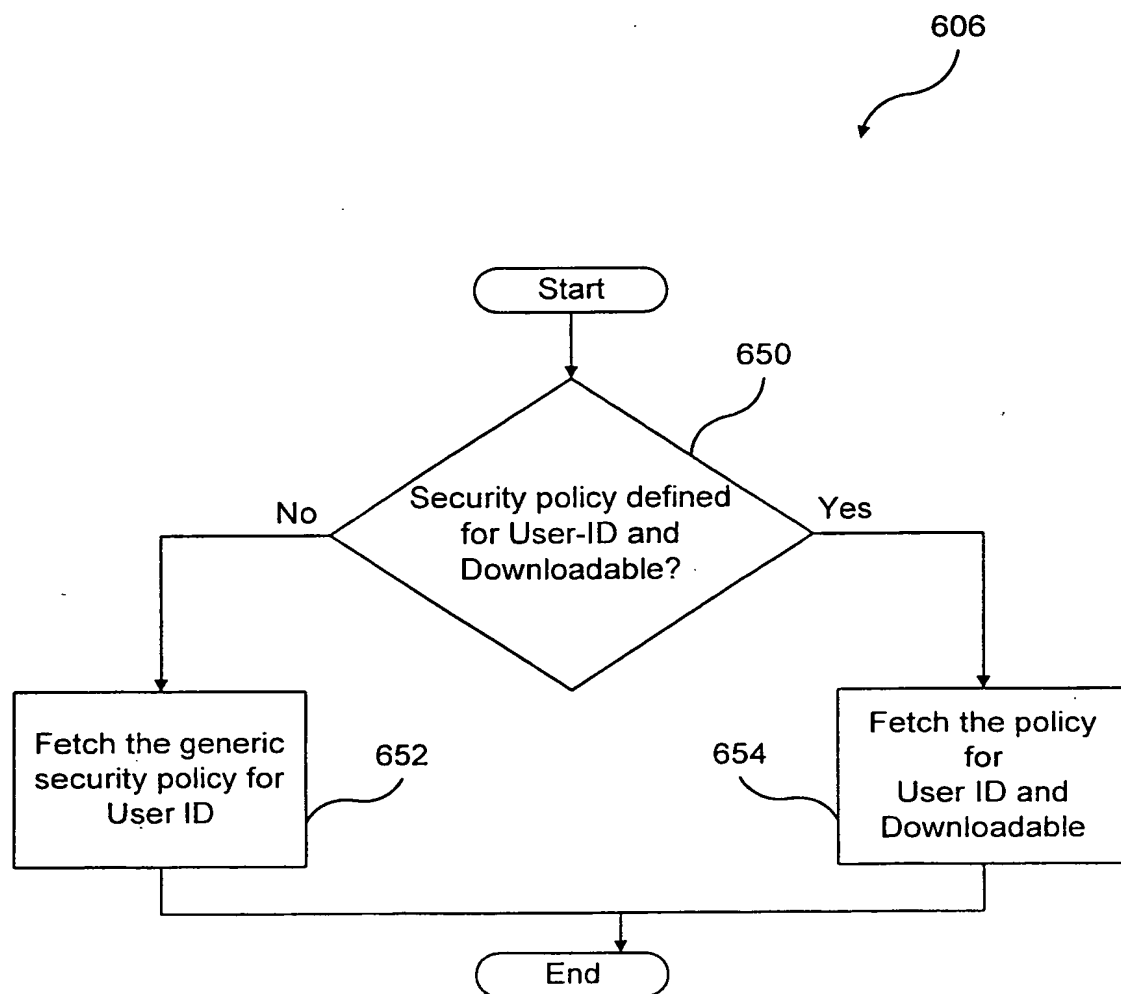 606
Start
650
Security policy defined
for User-ID and
Downloadable?
No
Yes
Fetch the generic
security policy for
User ID
652
654
Fetch the policy
for
User ID and
Downloadable
End